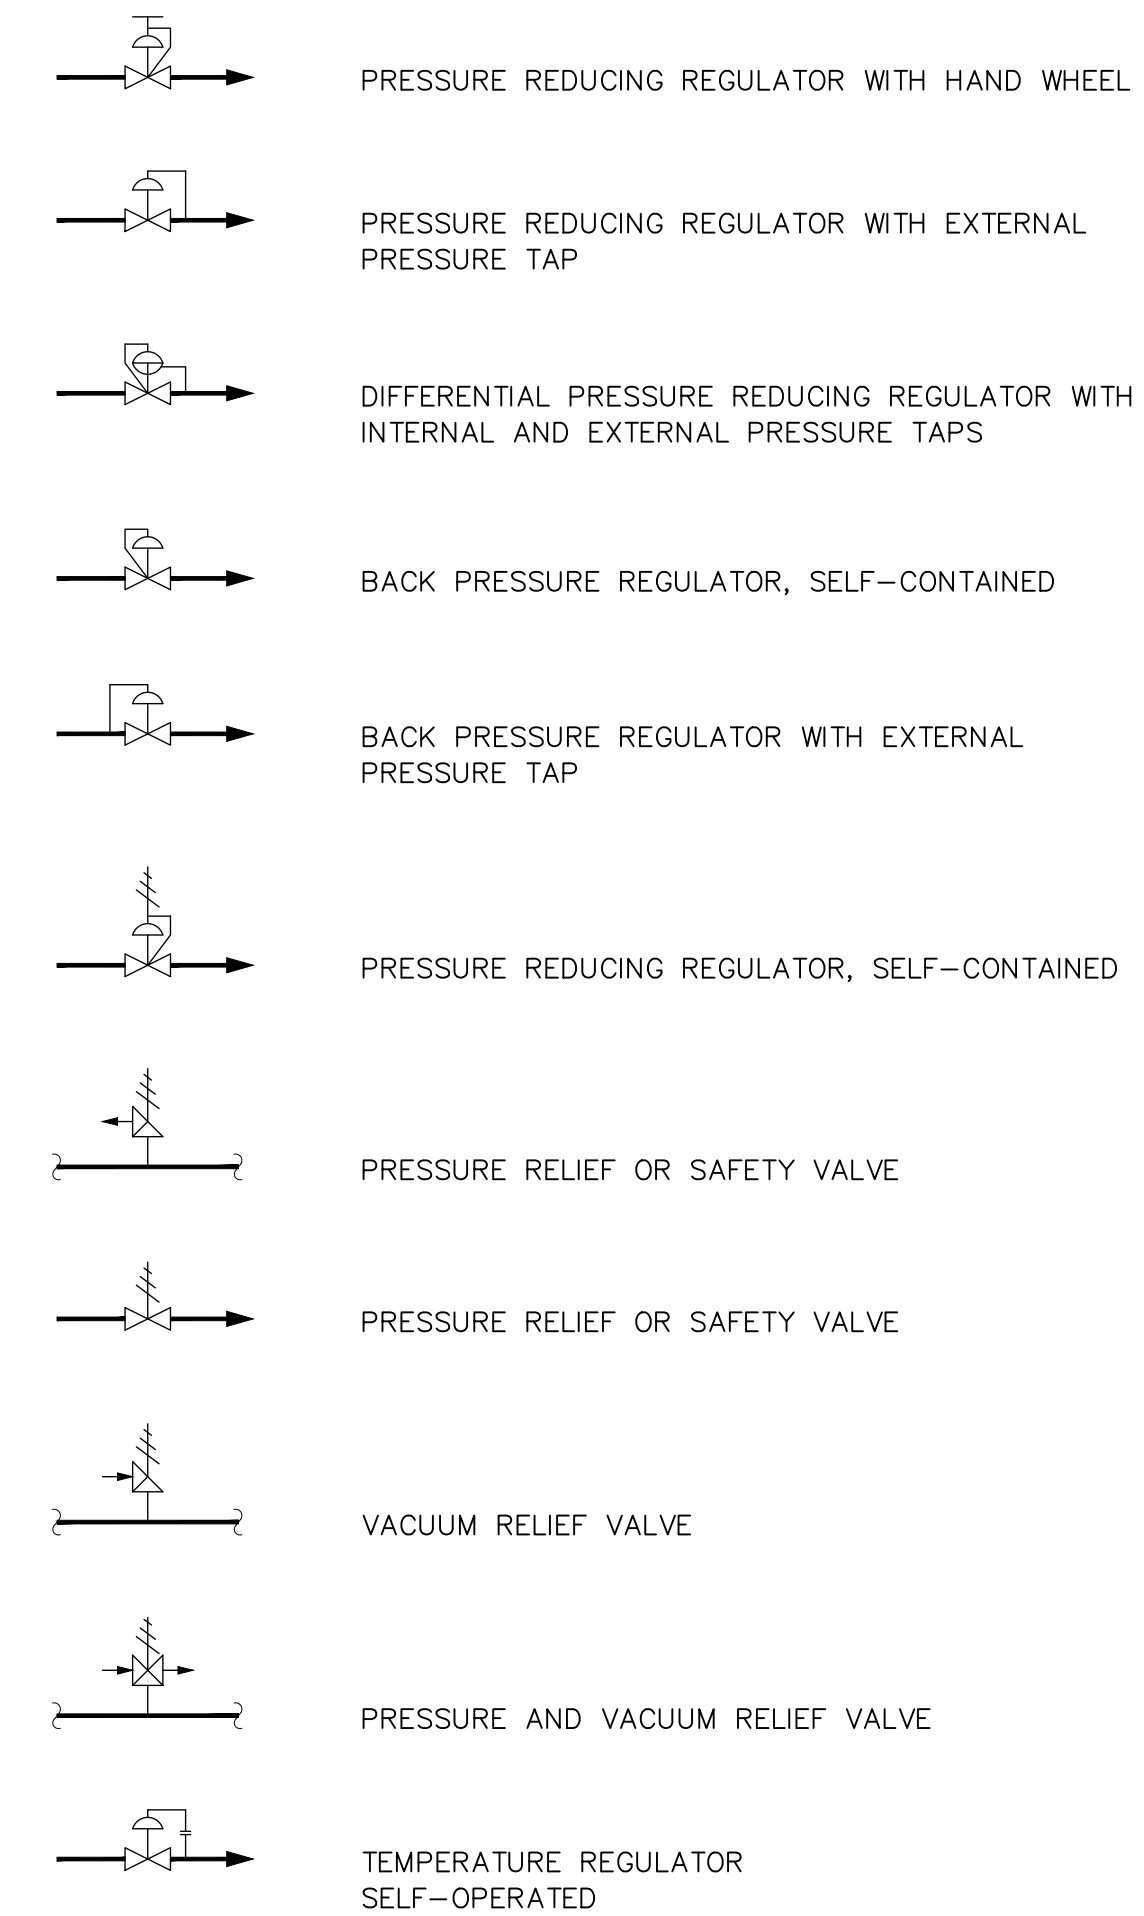 PRESSURE REDUCING REGULATOR WITH HAND WHEEL
PRESSURE REDUCING REGULATOR WITH EXTERNAL
PRESSURE TAP
DIFFERENTIAL PRESSURE REDUCING REGULATOR WITH
INTERNAL AND EXTERNAL PRESSURE TAPS
BACK PRESSURE REGULATOR, SELF-CONTAINED
BACK PRESSURE REGULATOR WITH EXTERNAL
PRESSURE TAP
PRESSURE REDUCING REGULATOR, SELF-CONTAINED
PRESSURE RELIEF OR SAFETY VALVE
PRESSURE RELIEF OR SAFETY VALVE
VACUUM RELIEF VALVE
PRESSURE AND VACUUM RELIEF VALVE
TEMPERATURE REGULATOR
SELF-OPERATED